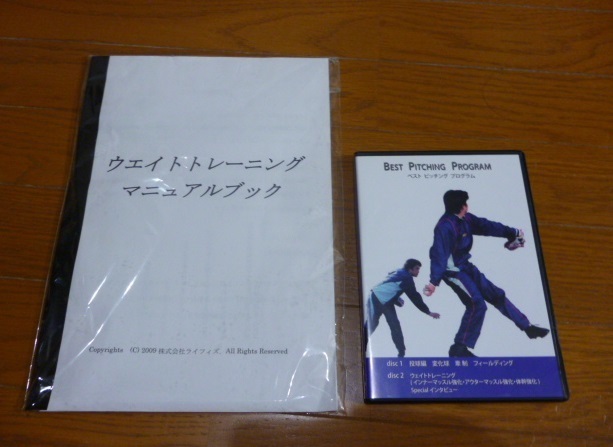 ウエイトトレーニング
マニュアルブック
Copyrights (C) 2009 株式会社ライフィズ. All Rights Reserved
BEST PITCHING PROGRAM
ベスト ピッチング プログラム
disc 1 投球編 変化球 牽制 フィールディング
disc 2 ウェイトトレーニング
(インナーマッスル強化・アウターマッスル強化・体幹強化)
Special インタビュー